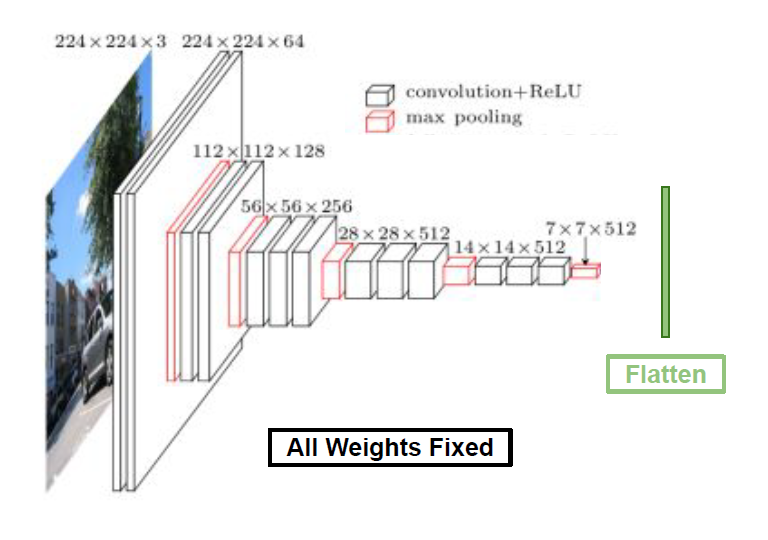 224×224×3
224×224×64
convolution+ReLU
max pooling
112×112×128
56×56×256
28×28×512
14×14×512
7×7×512
Flatten
All Weights Fixed